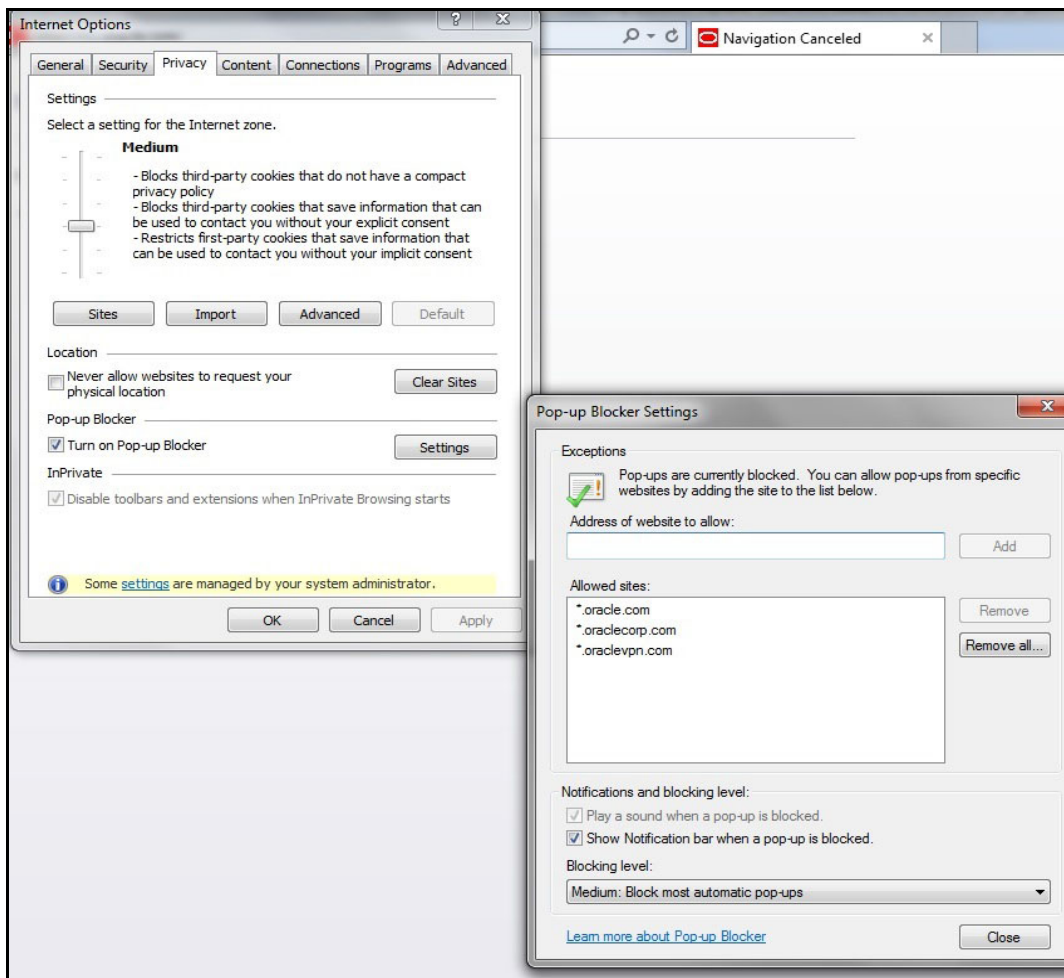 Internet Options
Navigation Canceled
General Security Privacy Content Connections Programs Advanced
Settings
Select a setting for the Internet zone.
Medium
- Blocks third-party cookies that do not have a compact
privacy policy
- Blocks third-party cookies that save information that can
be used to contact you without your explicit consent
- Restricts first-party cookies that save information that
can be used to contact you without your implicit consent
Sites Import Advanced Default
Location
Never allow websites to request your
physical location
Clear Sites
Pop-up Blocker
Turn on Pop-up Blocker
Settings
InPrivate
Disable toolbars and extensions when InPrivate Browsing starts
Some settings are managed by your system administrator.
OK Cancel Apply
Pop-up Blocker Settings
Exceptions
Pop-ups are currently blocked. You can allow pop-ups from specific
websites by adding the site to the list below.
Address of website to allow:
Add
Allowed sites:
*.oracle.com
*.oraclecorp.com
*.oraclevpn.com
Remove
Remove all...
Notifications and blocking level:
Play a sound when a pop-up is blocked.
Show Notification bar when a pop-up is blocked.
Blocking level:
Medium: Block most automatic pop-ups
Learn more about Pop-up Blocker
Close